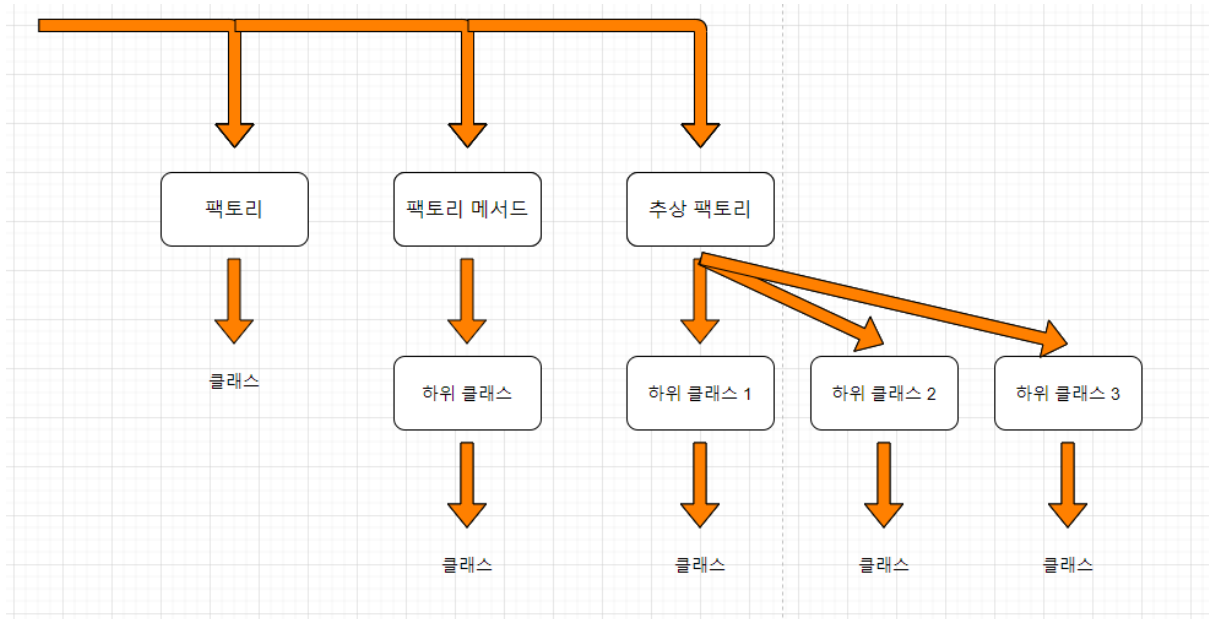 팩토리
팩토리 메서드
추상 팩토리
클래스
하위 클래스
하위 클래스 1
하위 클래스 2
하위 클래스 3
클래스
클래스
클래스
클래스